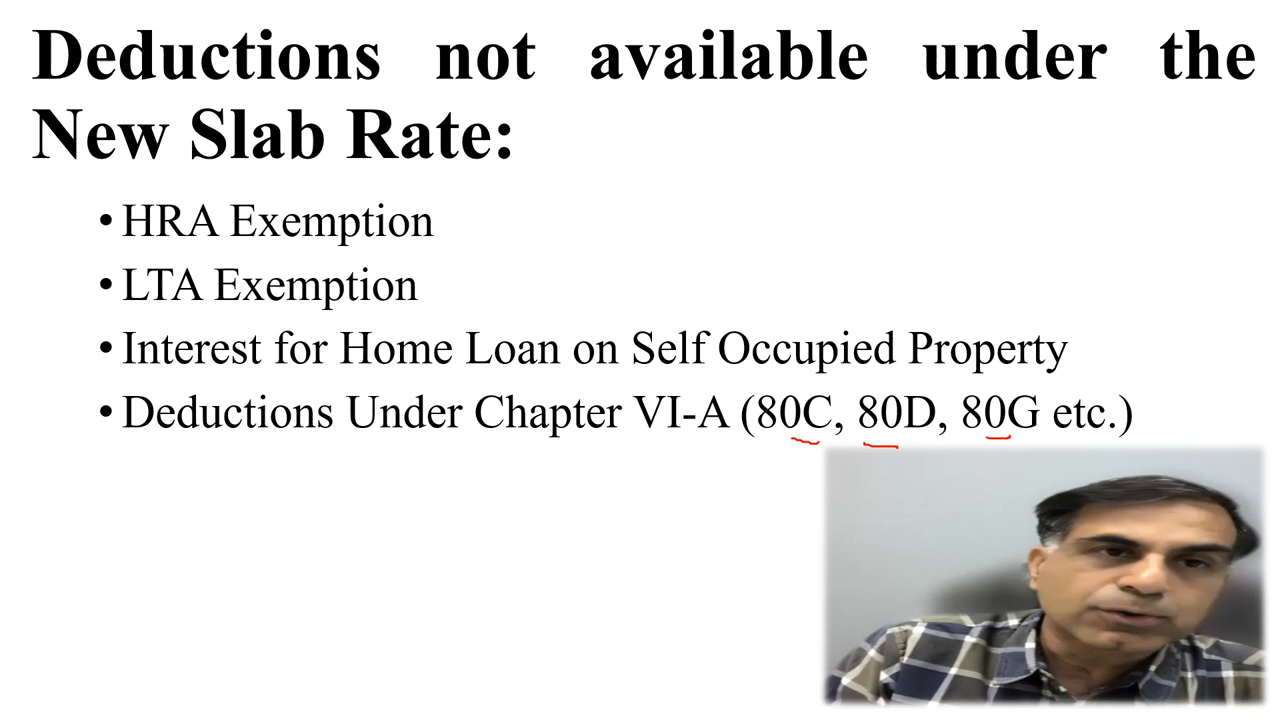 Deductions not available under the
New Slab Rate:
• HRA Exemption
• LTA Exemption
• Interest for Home Loan on Self Occupied Property
• Deductions Under Chapter VI-A (80C, 80D, 80G etc.)